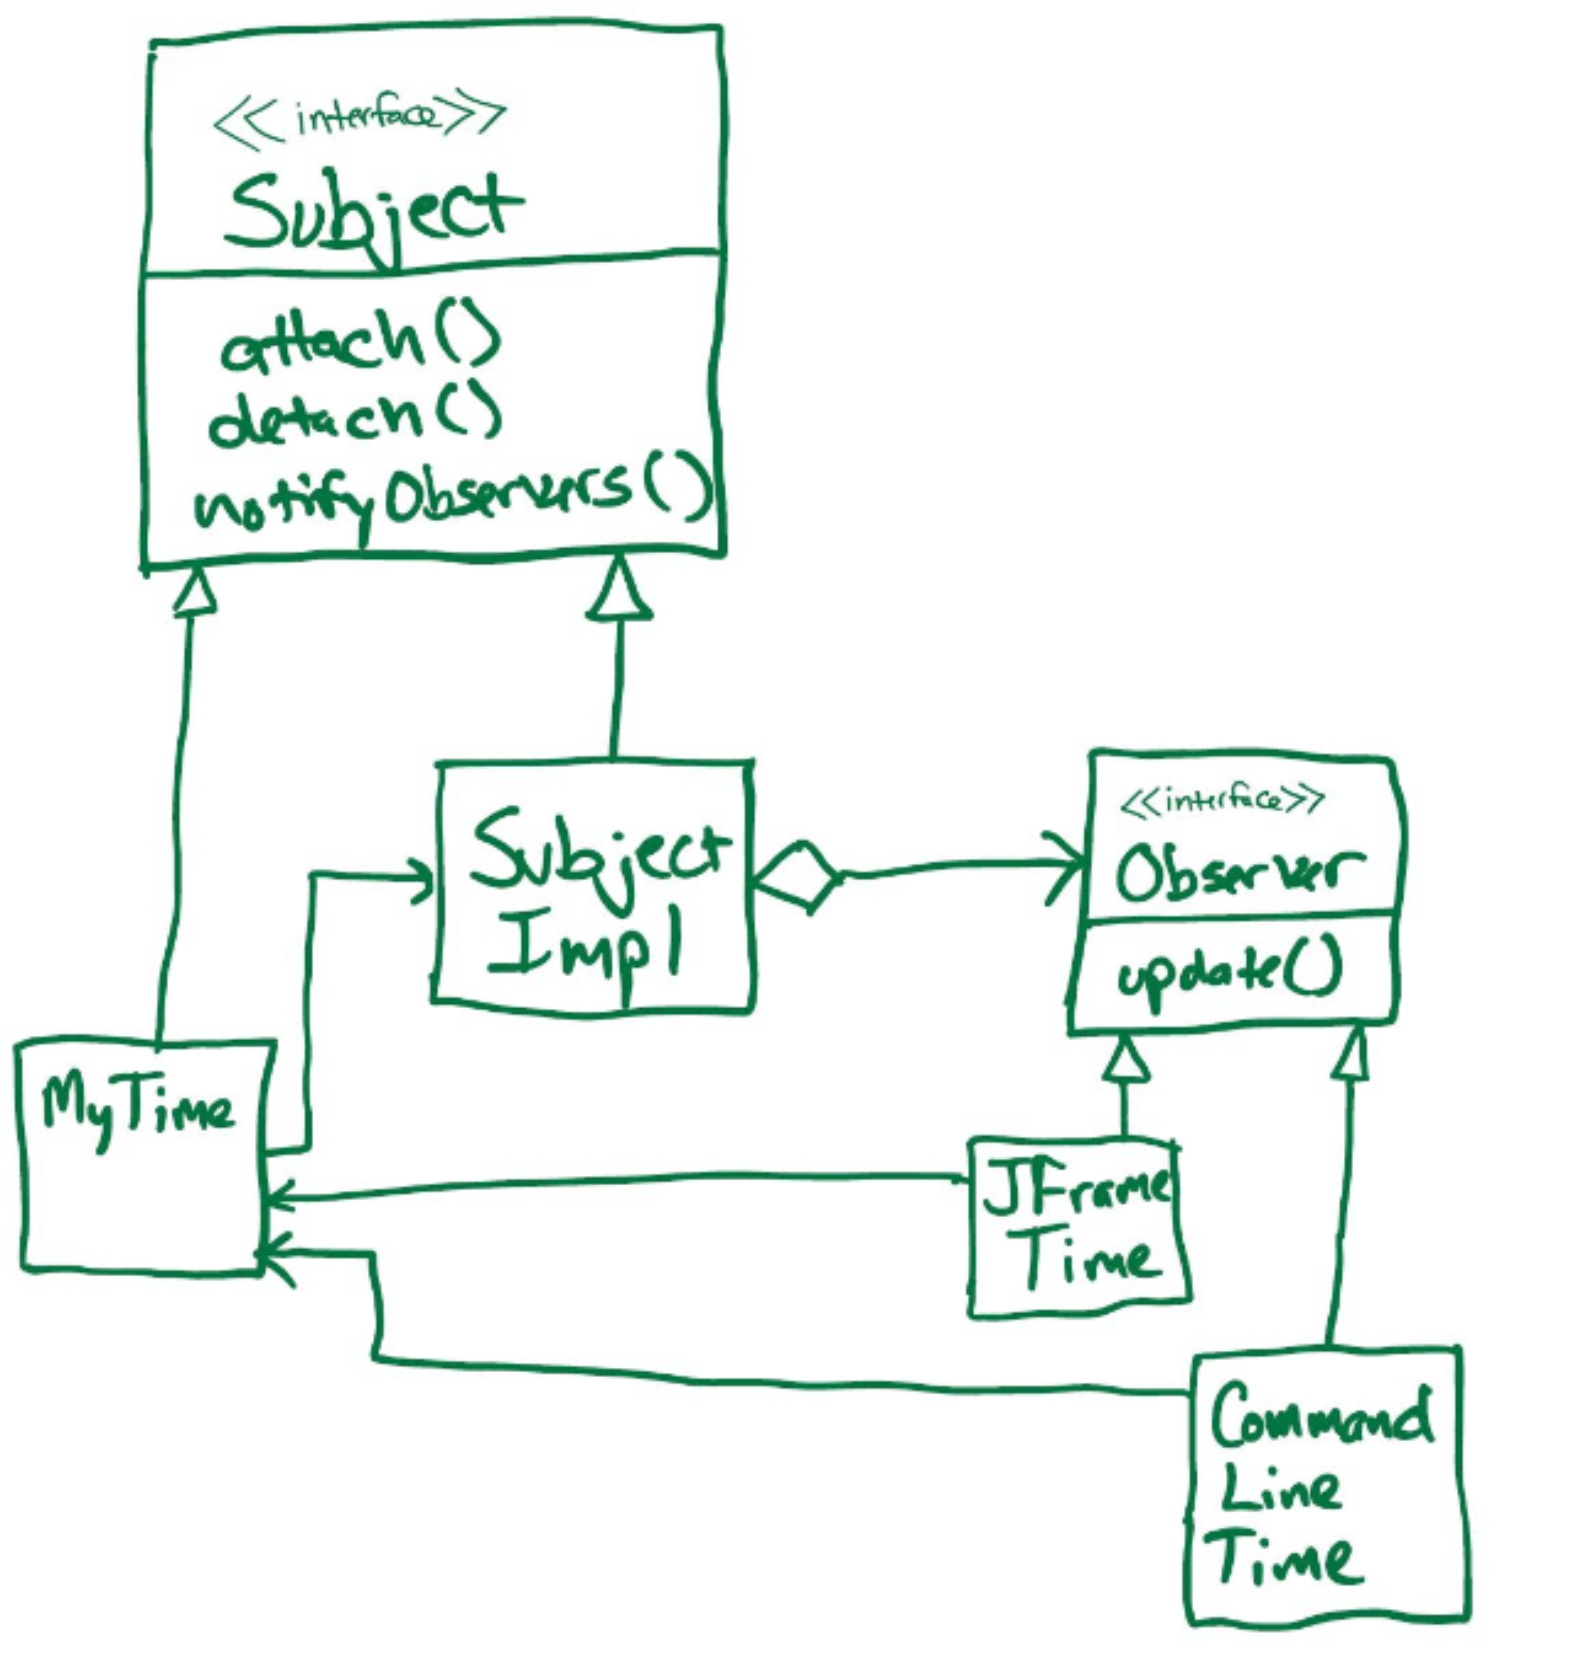 <<interface>>
Subject
attach()
detach()
notifyObservers()
Subject
Impl
<<interface>>
Observer
update()
MyTime
JFrame
Time
Command
Line
Time